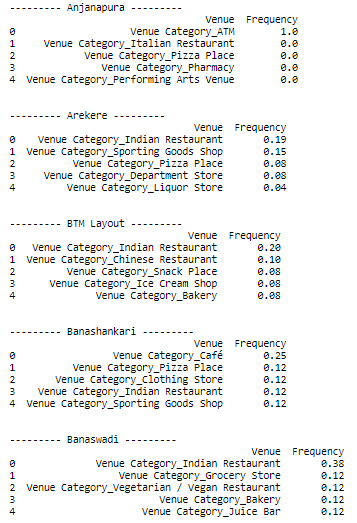 --------- Anjanapura ---------
Venue Frequency
0 Venue Category_ATM 1.0
1 Venue Category_Italian Restaurant 0.0
2 Venue Category_Pizza Place 0.0
3 Venue Category_Pharmacy 0.0
4 Venue Category_Performing Arts Venue 0.0
--------- Arekere ---------
Venue Frequency
0 Venue Category_Indian Restaurant 0.19
1 Venue Category_Sporting Goods Shop 0.15
2 Venue Category_Pizza Place 0.08
3 Venue Category_Department Store 0.08
4 Venue Category_Liquor Store 0.04
--------- BTM Layout ---------
Venue Frequency
0 Venue Category_Indian Restaurant 0.20
1 Venue Category_Chinese Restaurant 0.10
2 Venue Category_Snack Place 0.08
3 Venue Category_Ice Cream Shop 0.08
4 Venue Category_Bakery 0.08
--------- Banashankari ---------
Venue Frequency
0 Venue Category_Café 0.25
1 Venue Category_Pizza Place 0.12
2 Venue Category_Clothing Store 0.12
3 Venue Category_Indian Restaurant 0.12
4 Venue Category_Sporting Goods Shop 0.12
--------- Banaswadi ---------
Venue Frequency
0 Venue Category_Indian Restaurant 0.38
1 Venue Category_Grocery Store 0.12
2 Venue Category_Vegetarian / Vegan Restaurant 0.12
3 Venue Category_Bakery 0.12
4 Venue Category_Juice Bar 0.12